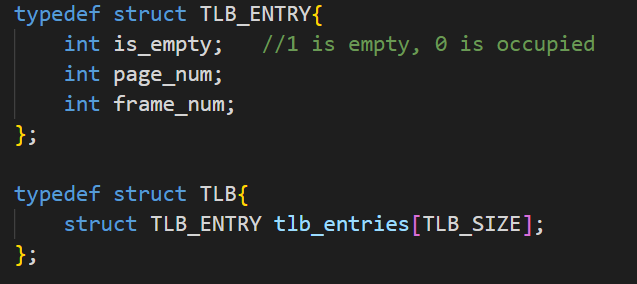 typedef struct TLB_ENTRY{
    int is_empty;   //1 is empty, 0 is occupied
    int page_num;
    int frame_num;
};

typedef struct TLB{
    struct TLB_ENTRY tlb_entries[TLB_SIZE];
};